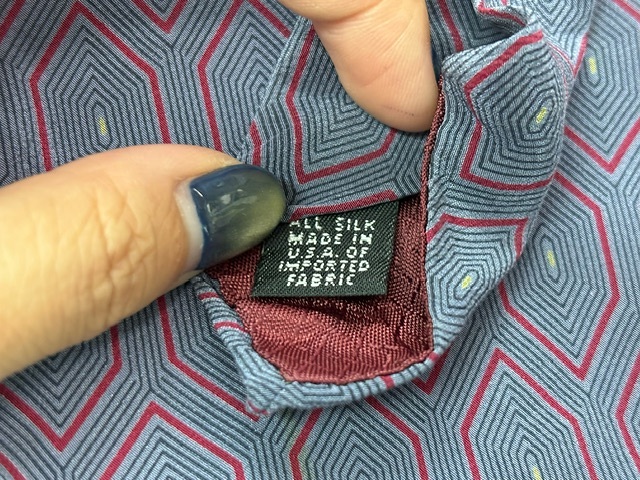 ALL SILK
MADE IN
U.S.A. OF
IMPORTED
FABRIC